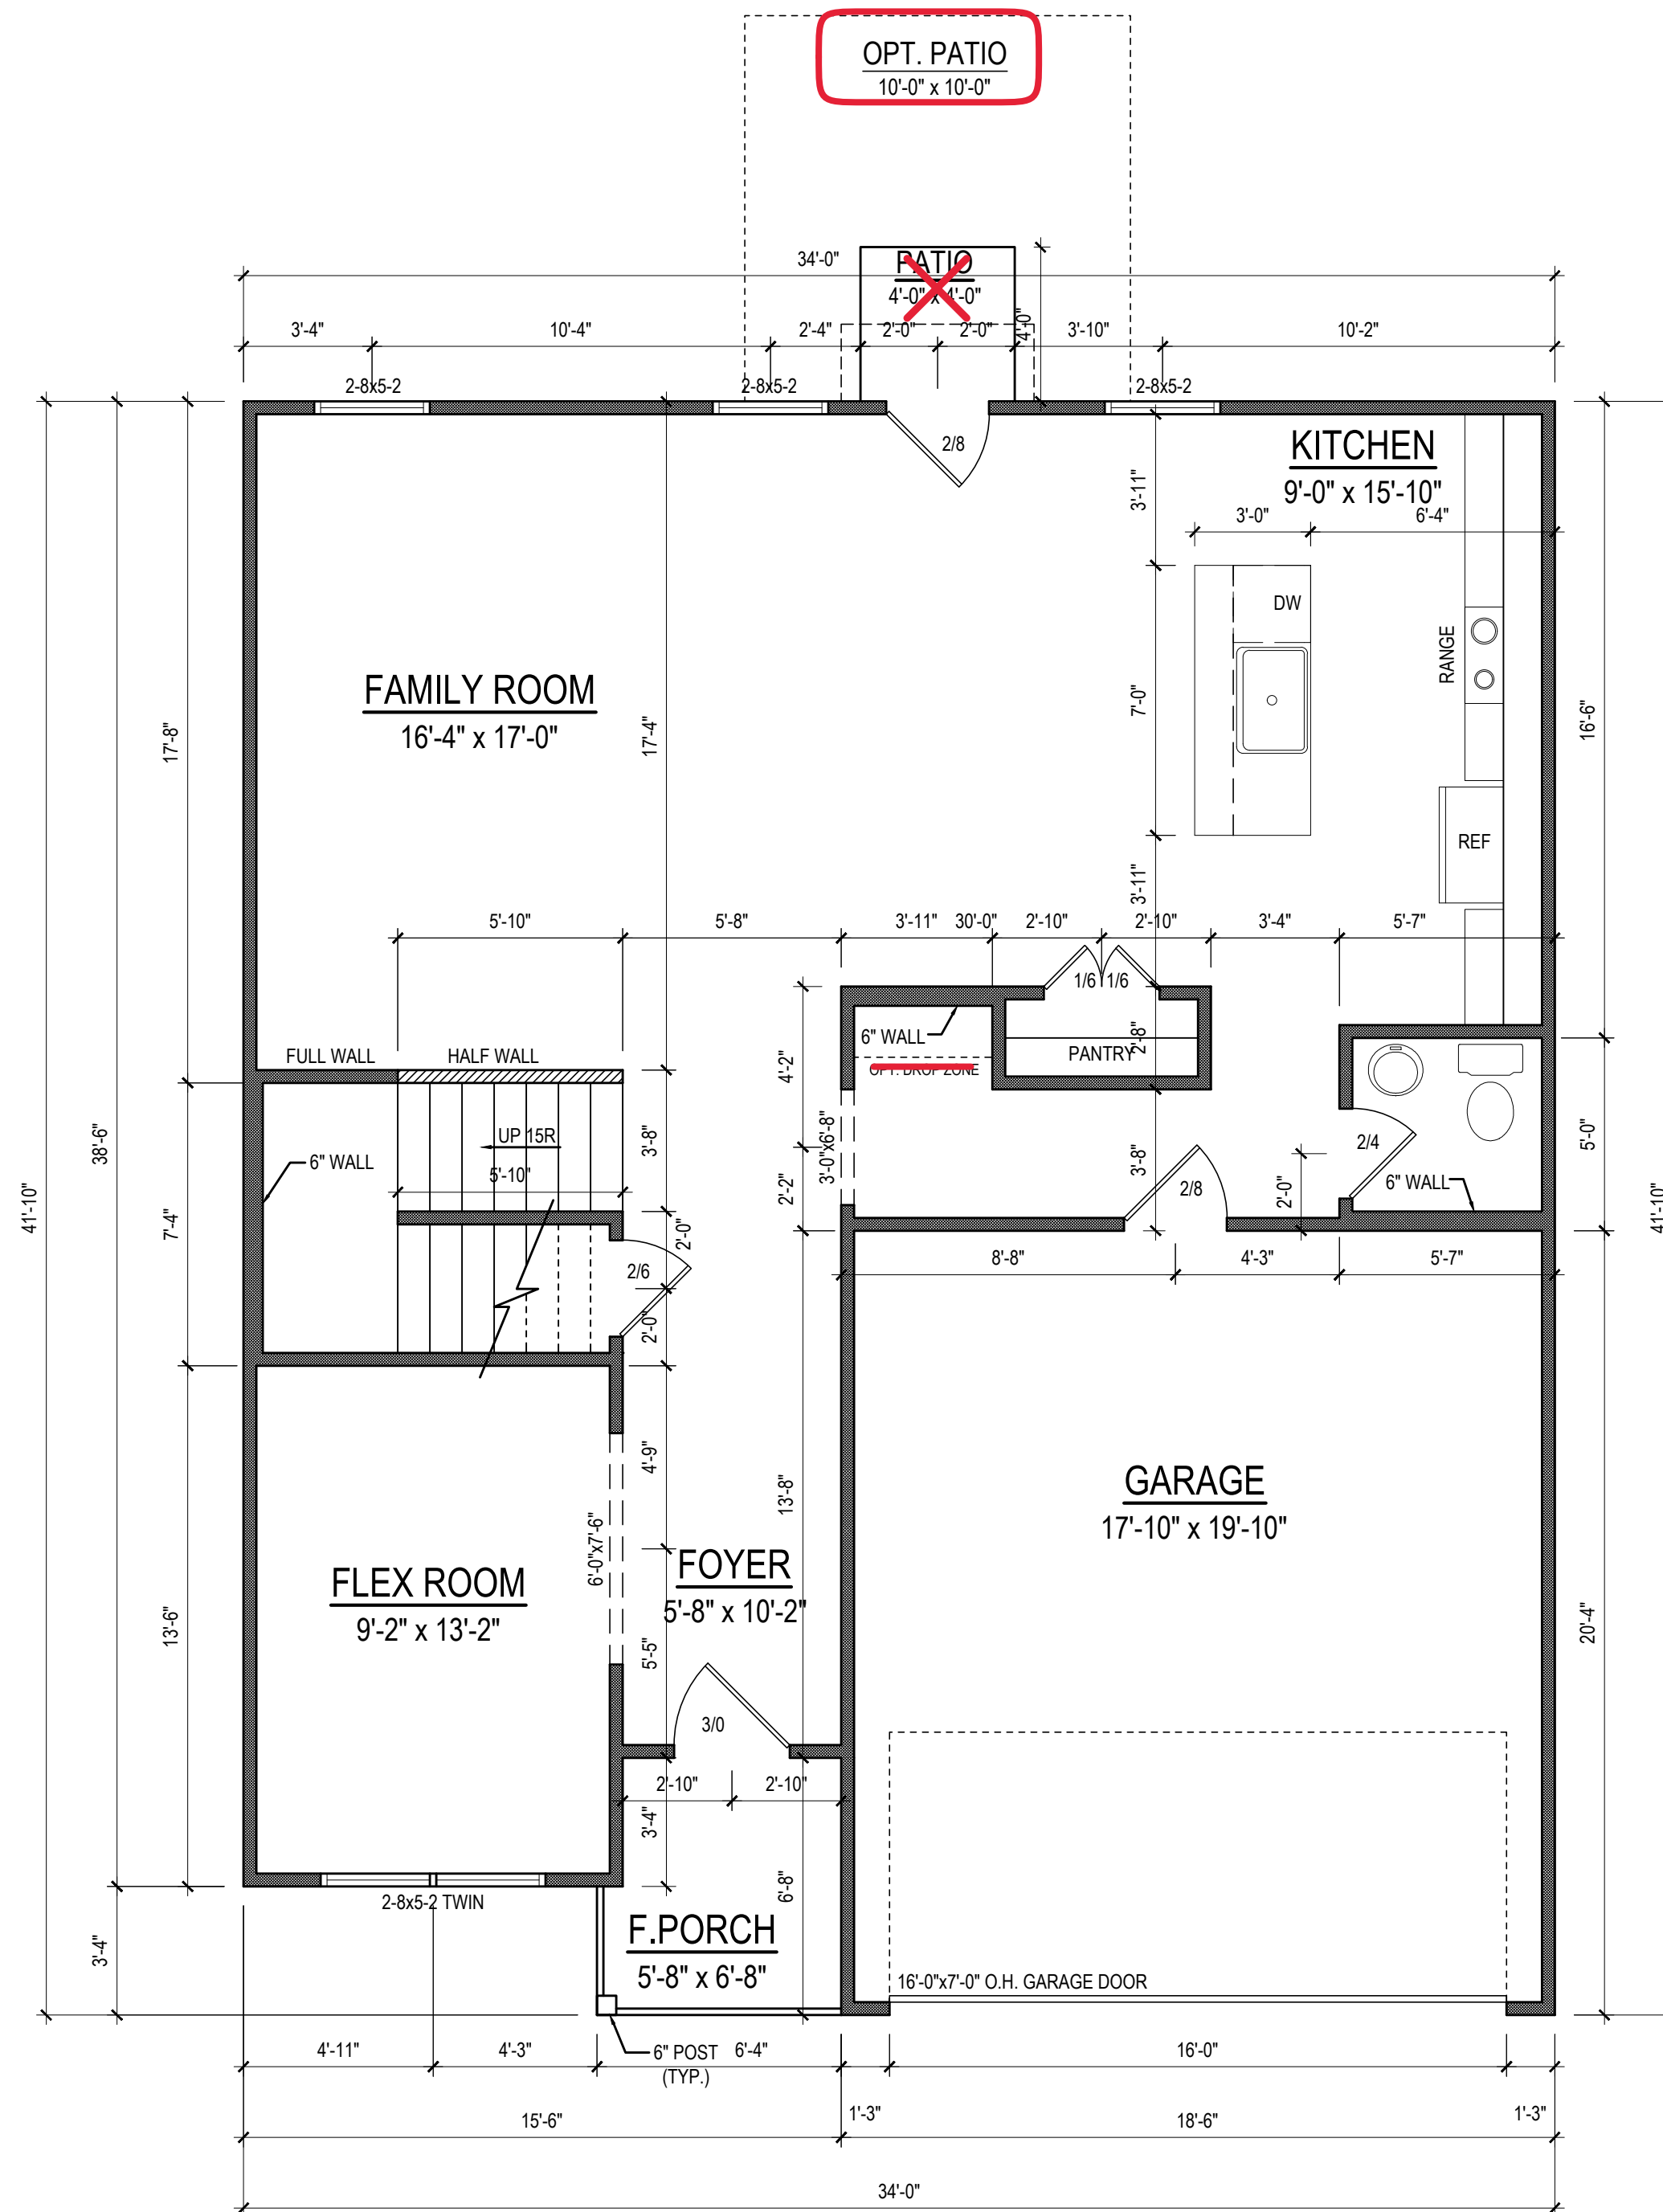 OPT. PATIO
10'-0" x 10'-0"
34'-0"
PATIO
4'-0" x 4'-0"
3'-4"
10'-4"
2'-4"
2'-0"
2'-0"
4'-0"
3'-10"
10'-2"
2-8x5-2
2-8x5-2
2-8x5-2
2/8
KITCHEN
9'-0" x 15'-10"
3'-11"
3'-0"
6'-4"
DW
RANGE
FAMILY ROOM
16'-4" x 17'-0"
17'-8"
17'-4"
7'-0"
16'-6"
REF
3'-11"
5'-10"
5'-8"
3'-11"
30'-0"
2'-10"
2'-10"
3'-4"
5'-7"
1/6
1/6
6" WALL
2'-8"
PANTRY
OPT. DROP ZONE
FULL WALL
HALF WALL
4'-2"
38'-6"
UP 15R
3'-8"
3'-0"x6'-8"
3'-8"
2/4
5'-0"
6" WALL
5'-10"
2'-2"
2/8
2'-0"
6" WALL
41'-10"
7'-4"
2'-0"
41'-10"
2/6
8'-8"
4'-3"
5'-7"
2'-0"
4'-9"
13'-8"
GARAGE
17'-10" x 19'-10"
6'-0"x7'-6"
FOYER
5'-8" x 10'-2"
FLEX ROOM
9'-2" x 13'-2"
13'-6"
5'-5"
20'-4"
3/0
2'-10"
2'-10"
3'-4"
6'-8"
2-8x5-2 TWIN
F.PORCH
5'-8" x 6'-8"
3'-4"
16'-0"x7'-0" O.H. GARAGE DOOR
4'-11"
4'-3"
6" POST
(TYP.)
6'-4"
16'-0"
15'-6"
1'-3"
18'-6"
1'-3"
34'-0"